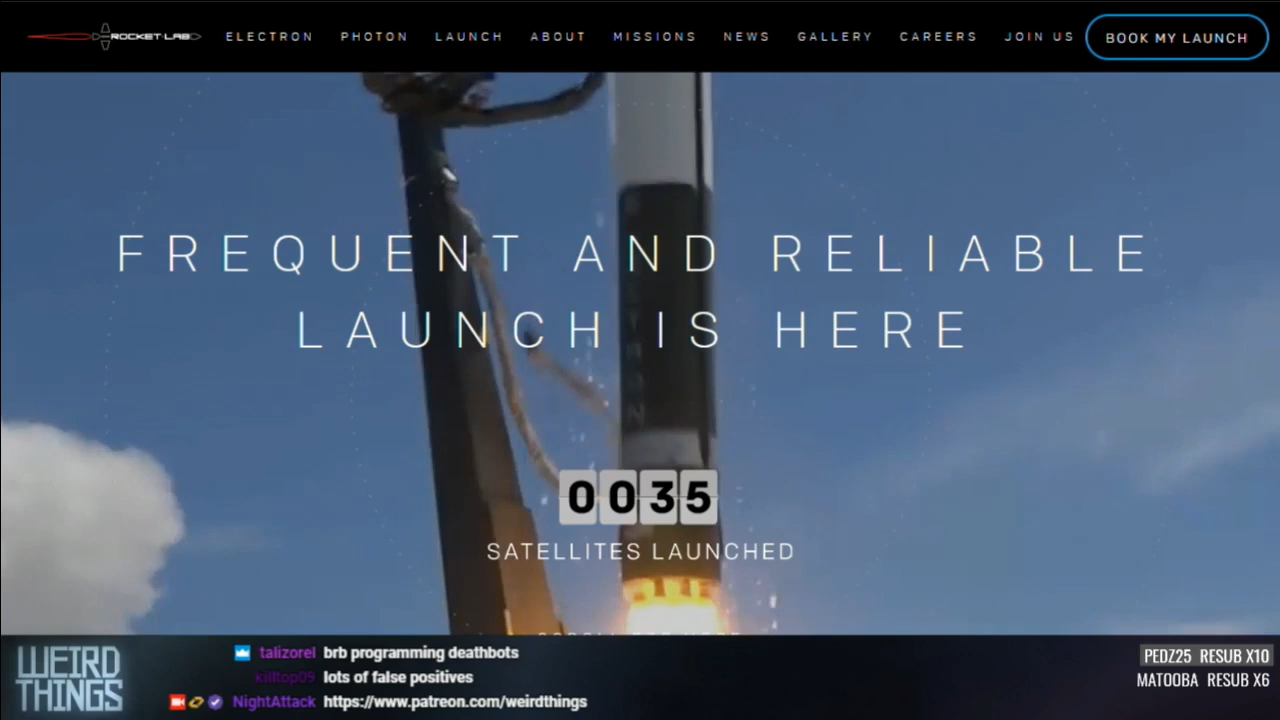 ROCKET LAB
ELECTRON PHOTON LAUNCH ABOUT MISSIONS NEWS GALLERY CAREERS JOIN US BOOK MY LAUNCH
FREQUENT AND RELIABLE
LAUNCH IS HERE
0035
SATELLITES LAUNCHED
WEIRD
THINGS
talizorel brb programming deathbots
killtop09 lots of false positives
NightAttack https://www.patreon.com/weirdthings
PEDZ25 RESUB X10
MATOOBA RESUB X6